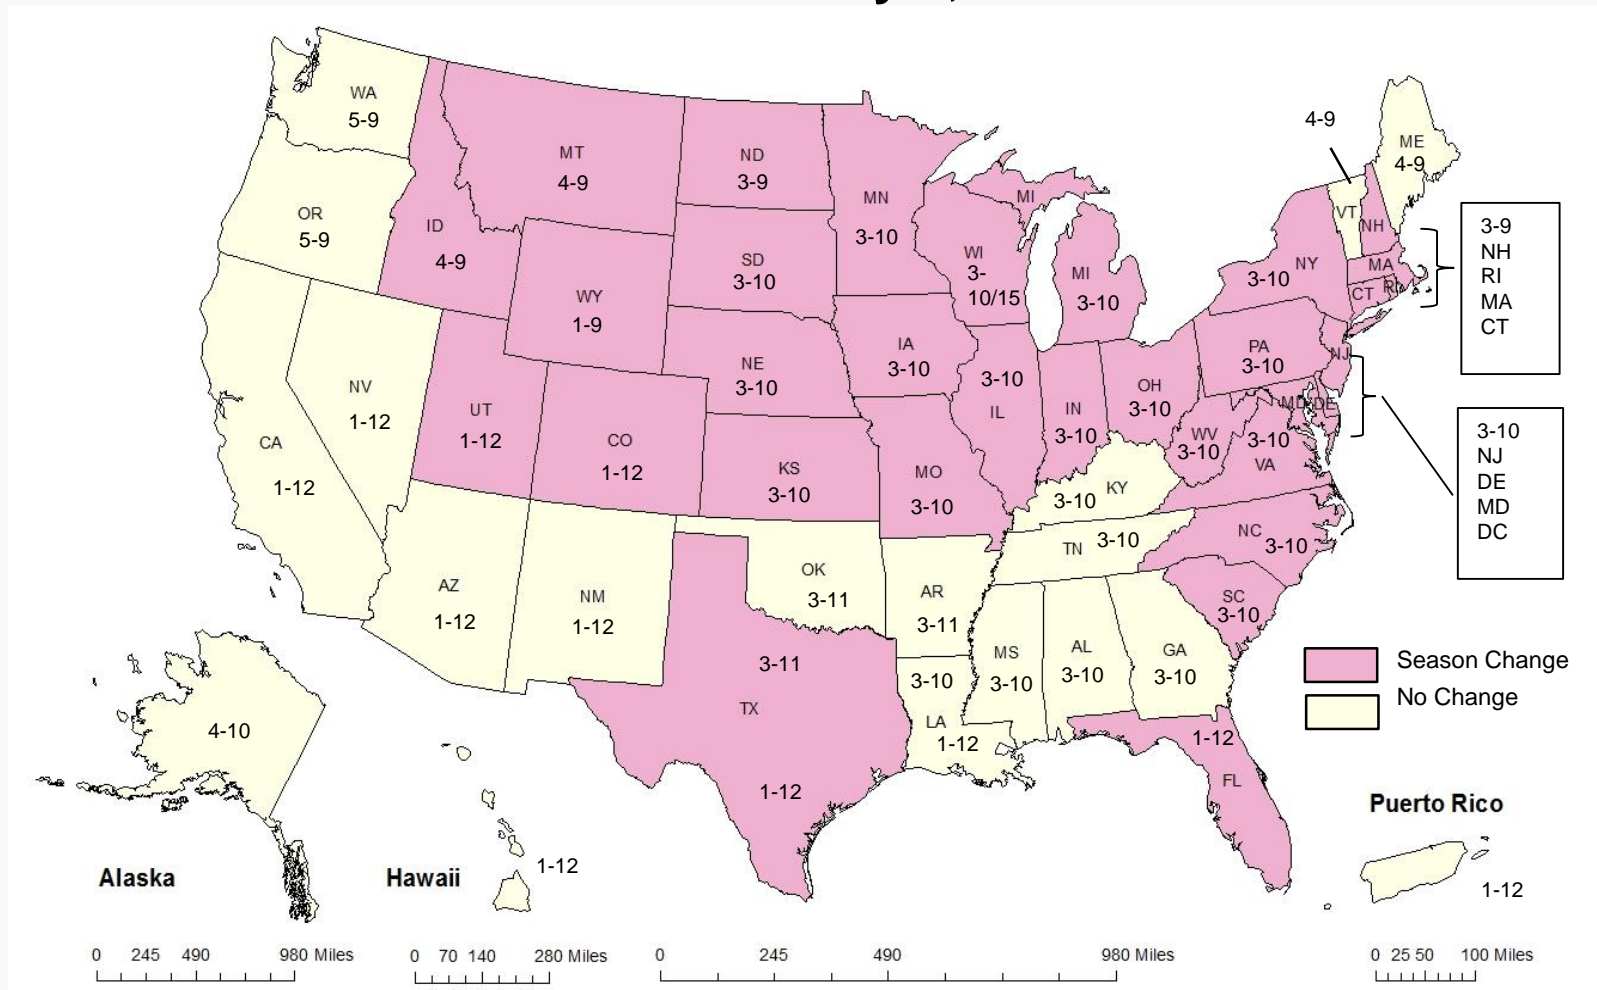 WA
5-9
OR
5-9
CA
1-12
NV
1-12
ID
4-9
MT
4-9
WY
1-9
UT
1-12
CO
1-12
AZ
1-12
NM
1-12
ND
3-9
SD
3-10
NE
3-10
KS
3-10
OK
3-11
3-11
TX
1-12
MN
3-10
IA
3-10
MO
3-10
AR
3-11
3-10
LA
1-12
WI
3-
10/15
3-10
IL
MI
MI
3-10
IN
3-10
OH
3-10
3-10 KY
TN 3-10
MS
3-10
AL
3-10
GA
3-10
1-12
FL
SC
3-10
NC 3-10
3-10
VA
WV
3-10
PA
3-10
3-10 NY
NJ
MD
DE
4-9
VT
NH
ME
4-9
MA
CT
RI
3-9
NH
RI
MA
CT
3-10
NJ
DE
MD
DC
Season Change
No Change
4-10
Alaska
Hawaii
1-12
Puerto Rico
1-12
0 245 490 980 Miles
0 70 140 280 Miles
0 245 490 980 Miles
0 25 50 100 Miles